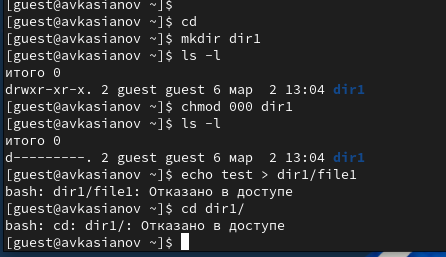 [guest@avkasianov ~]$
[guest@avkasianov ~]$ cd
[guest@avkasianov ~]$ mkdir dir1
[guest@avkasianov ~]$ ls -l
итого 0
drwxr-xr-x. 2 guest guest 6 мар  2 13:04 dir1
[guest@avkasianov ~]$ chmod 000 dir1
[guest@avkasianov ~]$ ls -l
итого 0
d---------. 2 guest guest 6 мар  2 13:04 dir1
[guest@avkasianov ~]$ echo test > dir1/file1
bash: dir1/file1: Отказано в доступе
[guest@avkasianov ~]$ cd dir1/
bash: cd: dir1/: Отказано в доступе
[guest@avkasianov ~]$